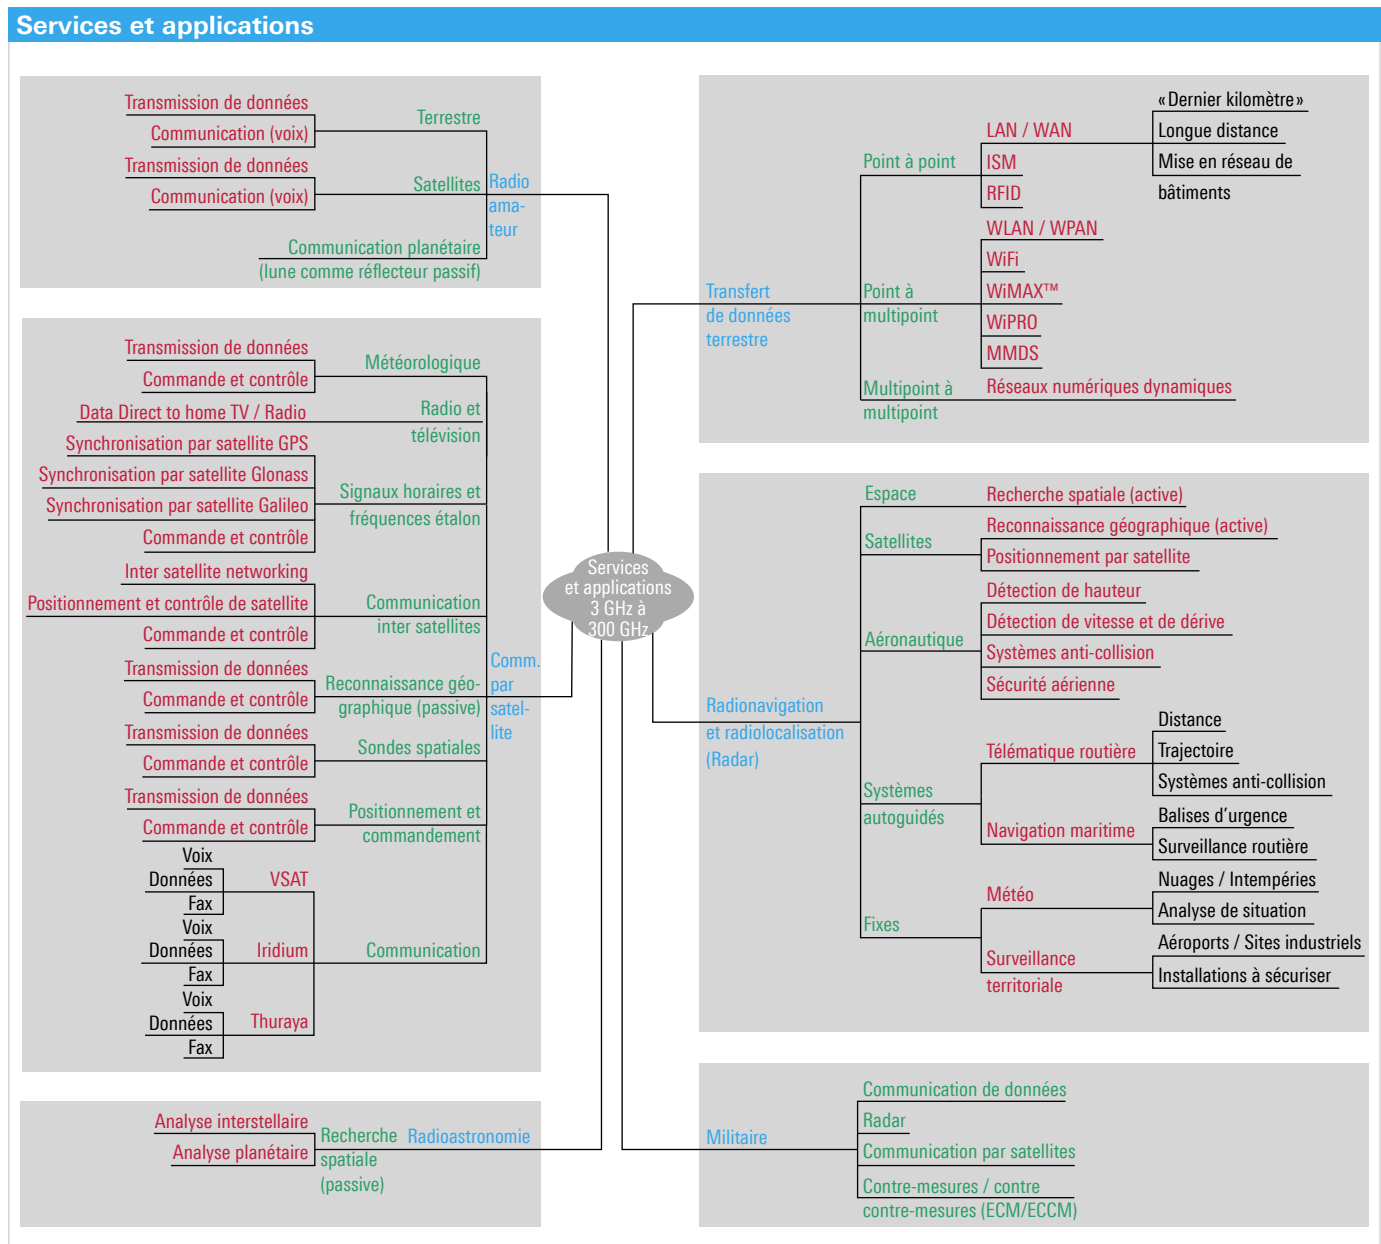 Services et applications
Transmission de données
Communication (voix)
Terrestre
Transmission de données
Communication (voix)
Satellites
Communication planétaire
(lune comme réflecteur passif)
Radio
ama-
teur
Transmission de données
Commande et contrôle
Météorologique
Data Direct to home TV / Radio
Radio et
télévision
Synchronisation par satellite GPS
Synchronisation par satellite Glonass
Synchronisation par satellite Galileo
Commande et contrôle
Signaux horaires et
fréquences étalon
Inter satellite networking
Positionnement et contrôle de satellite
Commande et contrôle
Communication
inter satellites
Transmission de données
Commande et contrôle
Reconnaissance géo-
graphique (passive)
Transmission de données
Commande et contrôle
Sondes spatiales
Transmission de données
Commande et contrôle
Positionnement et
commandement
Voix
Données
Fax
VSAT
Voix
Données
Fax
Iridium
Voix
Données
Fax
Thuraya
Communication
Comm.
par
satel-
lite
Analyse interstellaire
Analyse planétaire
Recherche
spatiale
(passive)
Radioastronomie
Services
et applications
3 GHz à
300 GHz
Transfert
de données
terrestre
Point à point
LAN / WAN
ISM
RFID
«Dernier kilomètre»
Longue distance
Mise en réseau de
bâtiments
Point à
multipoint
WLAN / WPAN
WiFi
WiMAX™
WiPRO
MMDS
Multipoint à
multipoint
Réseaux numériques dynamiques
Radionavigation
et radiolocalisation
(Radar)
Espace
Recherche spatiale (active)
Satellites
Reconnaissance géographique (active)
Positionnement par satellite
Aéronautique
Détection de hauteur
Détection de vitesse et de dérive
Systèmes anti-collision
Sécurité aérienne
Systèmes
autoguidés
Télématique routière
Distance
Trajectoire
Systèmes anti-collision
Navigation maritime
Balises d’urgence
Surveillance routière
Fixes
Météo
Nuages / Intempéries
Analyse de situation
Surveillance
territoriale
Aéroports / Sites industriels
Installations à sécuriser
Militaire
Communication de données
Radar
Communication par satellites
Contre-mesures / contre
contre-mesures (ECM/ECCM)